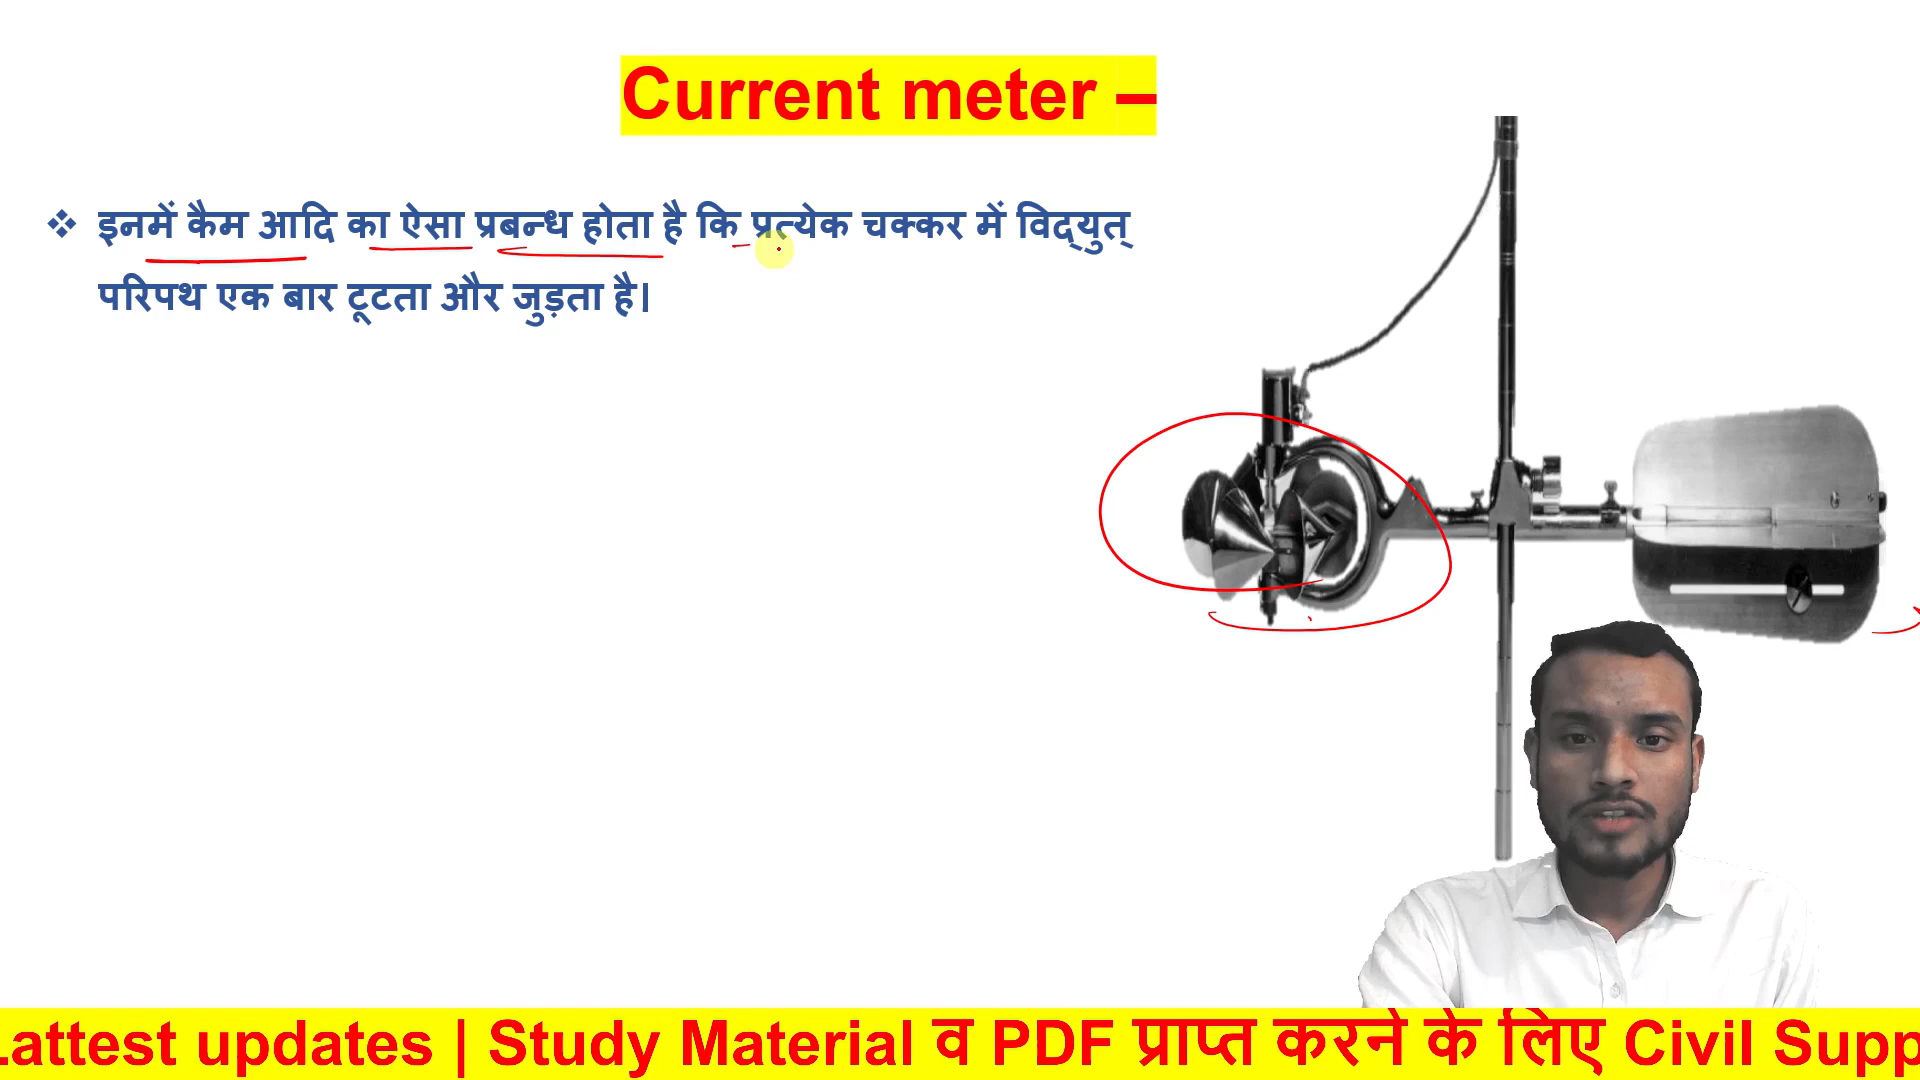 Current meter –
❖ इनमें कैम आदि का ऐसा प्रबन्ध होता है कि प्रत्येक चक्कर में विद्युत्
परिपथ एक बार टूटता और जुड़ता है।
Lattest updates | Study Material व PDF प्राप्त करने के लिए Civil Supp